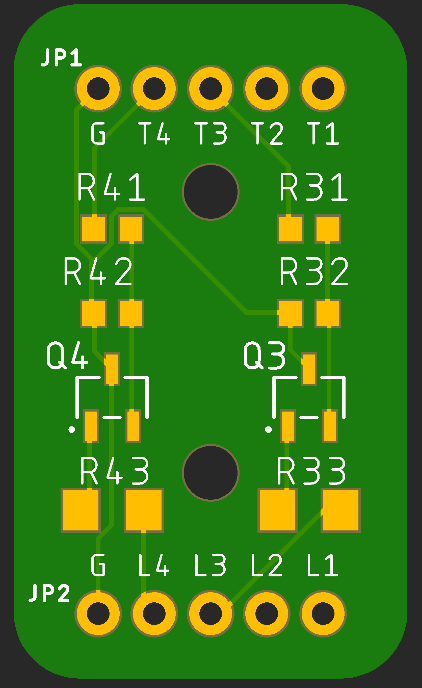 JP1
G T4 T3 T2 T1
R41 R31
R42 R32
Q4 Q3
R43 R33
G L4 L3 L2 L1
JP2